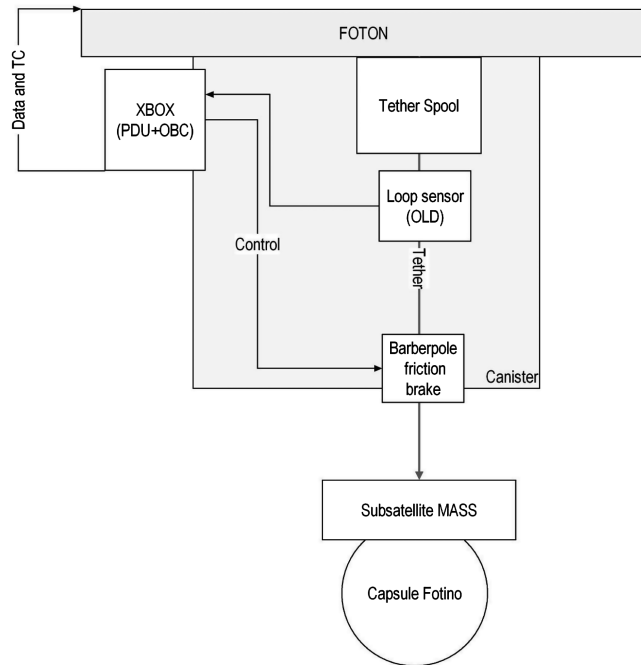 FOTON
Data and TC
XBOX
(PDU+OBC)
Tether Spool
Loop sensor
(OLD)
Control
Tether
Barberpole
friction
brake
Canister
Subsatellite MASS
Capsule Fotino